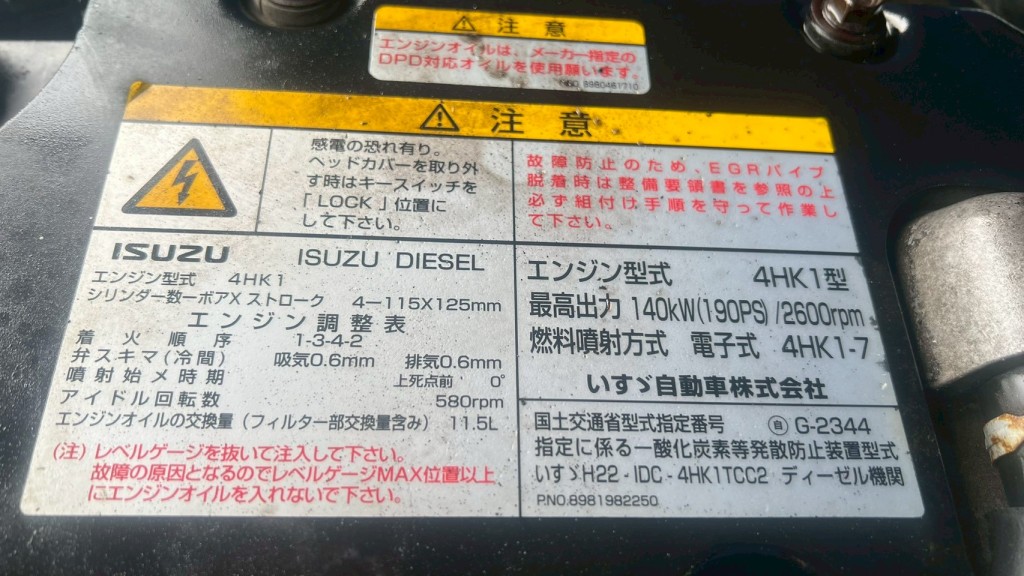 ⚠ 注意
エンジンオイルは、メーカー指定の
DPD対応オイルを使用願います。
NO. 8980481710
⚠ 注意
感電の恐れ有り。
ヘッドカバーを取り外
す時はキースイッチを
「LOCK」位置に
して下さい。
故障防止のため、EGRパイプ
脱着時は整備要領書を参照の上
必ず組付け手順を守って作業し
て下さい。
ISUZU ISUZU DIESEL
エンジン型式 4HK1
シリンダー数ーボアXストローク 4ー115X125mm
エンジン調整表
着火順序 1-3-4-2
弁スキマ(冷間) 吸気0.6mm 排気0.6mm
噴射始メ時期 上死点前 0°
アイドル回転数 580rpm
エンジンオイルの交換量(フィルター部交換量含み) 11.5L
(注)レベルゲージを抜いて注入して下さい。
故障の原因となるのでレベルゲージMAX位置以上
にエンジンオイルを入れないで下さい。
エンジン型式 4HK1型
最高出力 140kW(190PS)/2600rpm
燃料噴射方式 電子式 4HK1-7
いすゞ自動車株式会社
国土交通省型式指定番号 ㊀自 G-2344
指定に係る一酸化炭素等発散防止装置型式
いすゞH22-IDC-4HK1TCC2 ディーゼル機関
P.NO.8981982250